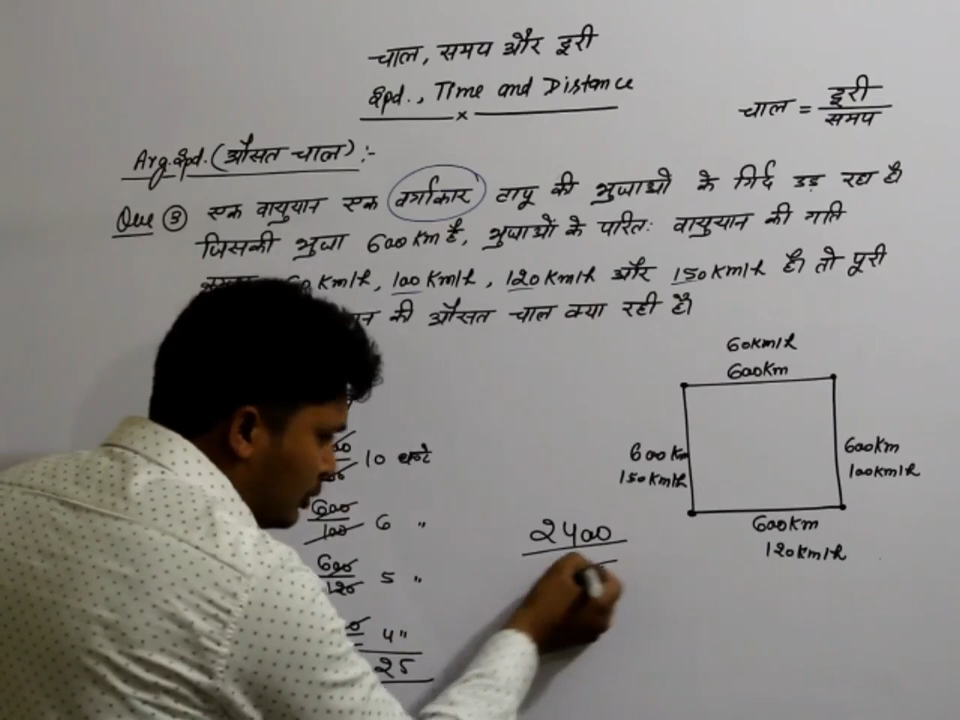 चाल, समय और दूरी
Spd., Time and Distance
x
चाल = दूरी
समय
Avg. Spd. (औसत चाल) :-
Que ③ एक वायुयान एक वर्गाकार टापू की भुजाओं के गिर्द उड़ रहा है।
जिसकी भुजा 600 km है, भुजाओं के परितः वायुयान की गति
Km/h, 100 Km/h, 120 Km/h और 150 Km/h है। तो पूरी
की औसत चाल क्या रही है।
60 Km/h
600 Km
600 Km
150 Km/h
600 Km
100 Km/h
600 Km
120 Km/h
10 घण्टे
600
100 6 "
600
120 5 "
4 "
25
2400